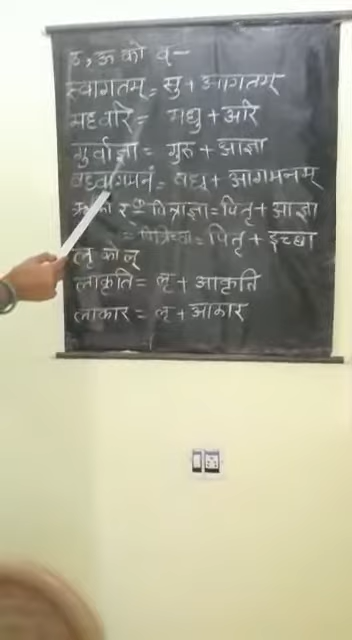 उ, ऊ को व् –
स्वागतम् = सु + आगतम्
मध्वरि = मधु + अरि
गुर्वाज्ञा = गुरु + आज्ञा
वध्वागमनं = वधु + आगमनम्
ऋ को र् – पित्राज्ञा = पितृ + आज्ञा
= पित्रिच्छा = पितृ + इच्छा
लृ को ल्
लाकृति = लृ + आकृति
लाकार = लृ + आकार